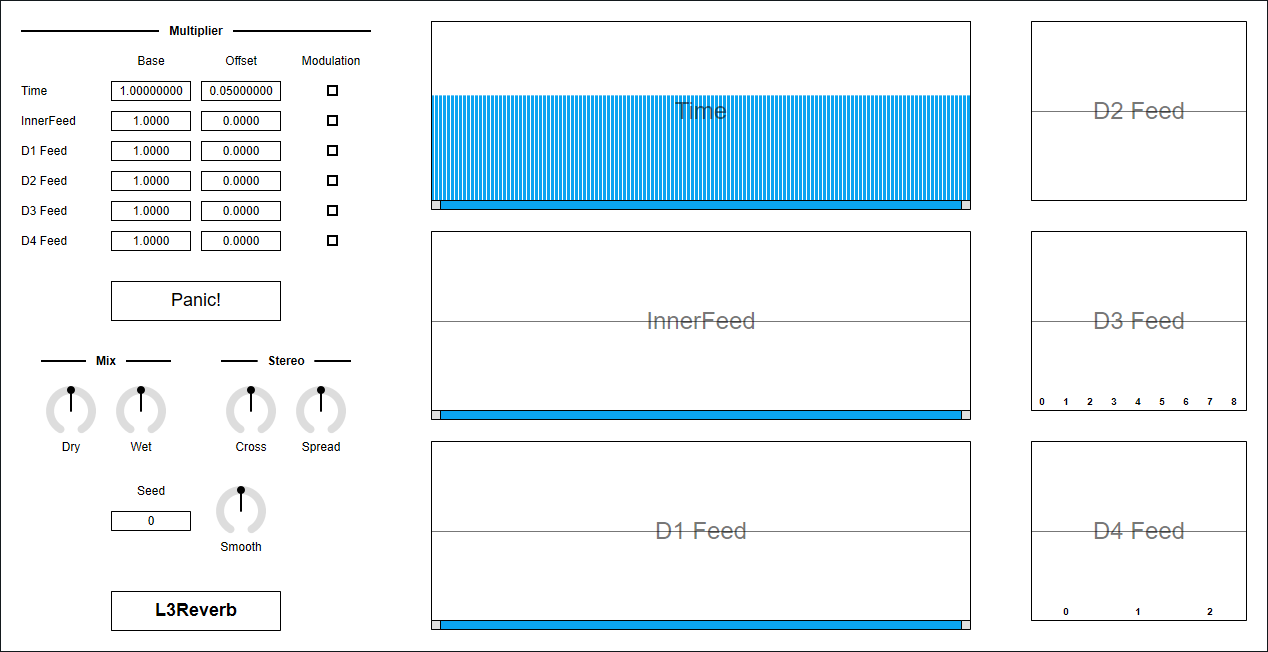 Multiplier
Base Offset Modulation
Time 1.00000000 0.05000000
InnerFeed 1.0000 0.0000
D1 Feed 1.0000 0.0000
D2 Feed 1.0000 0.0000
D3 Feed 1.0000 0.0000
D4 Feed 1.0000 0.0000
Panic!
Mix Stereo
Dry Wet Cross Spread
Seed
0
Smooth
L3Reverb
Time
InnerFeed
D1 Feed
D2 Feed
D3 Feed
0 1 2 3 4 5 6 7 8
D4 Feed
0 1 2